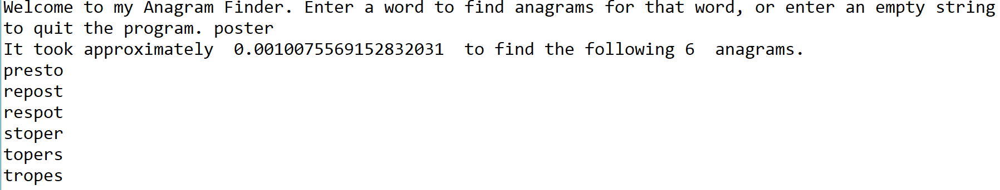 Welcome to my Anagram Finder. Enter a word to find anagrams for that word, or enter an empty string
to quit the program. poster
It took approximately  0.0010075569152832031  to find the following 6  anagrams.
presto
repost
respot
stoper
topers
tropes